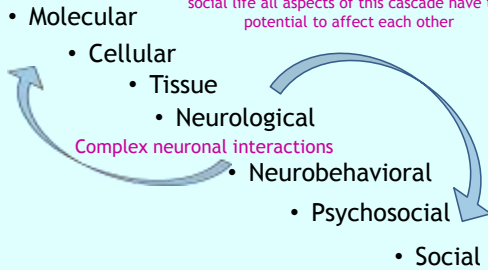 social life all aspects of this cascade have
• Molecular
potential to affect each other
• Cellular
• Tissue
• Neurological
Complex neuronal interactions
• Neurobehavioral
• Psychosocial
• Social